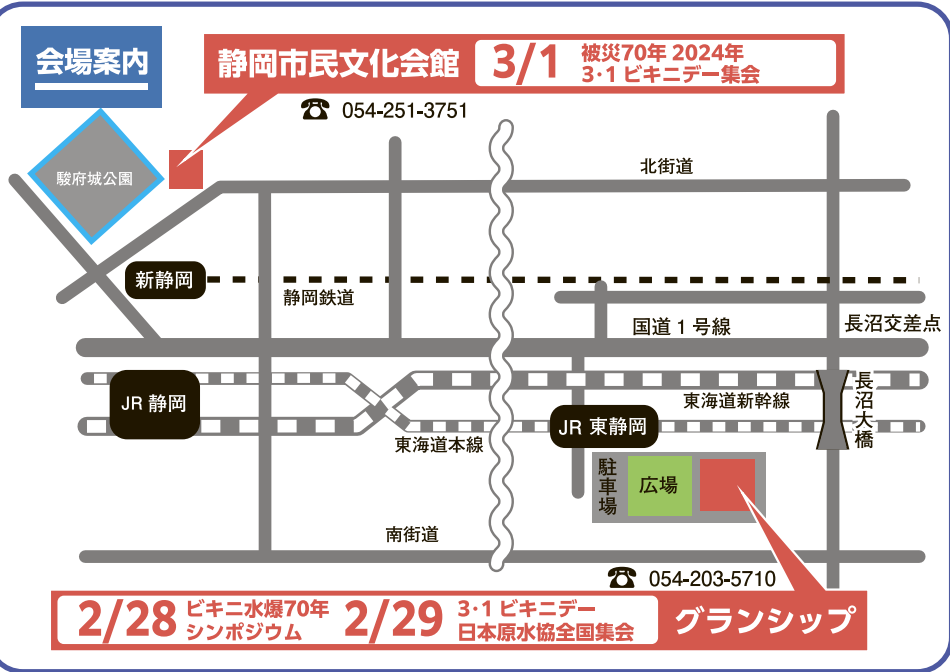 会場案内
静岡市民文化会館
3/1
被災70年 2024年
3・1 ビキニデー集会
☎ 054-251-3751
駿府城公園
北街道
新静岡
静岡鉄道
国道1号線
長沼交差点
JR 静岡
東海道新幹線
長沼大橋
東海道本線
JR 東静岡
駐車場
広場
南街道
☎ 054-203-5710
2/28
ビキニ水爆70年
シンポジウム
2/29
3・1 ビキニデー
日本原水協全国集会
グランシップ